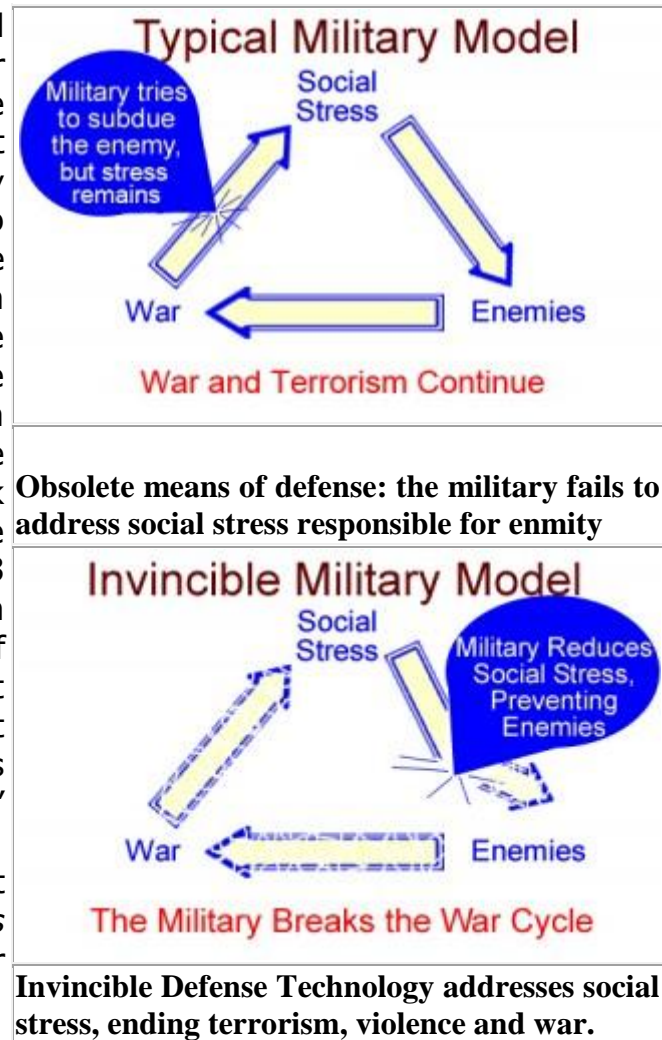 Typical Military Model
Social
Stress
Military tries
to subdue
the enemy,
but stress
remains
War
Enemies
War and Terrorism Continue
Obsolete means of defense: the military fails to
address social stress responsible for enmity
Invincible Military Model
Social
Stress
Military Reduces
Social Stress,
Preventing
Enemies
War
Enemies
The Military Breaks the War Cycle
Invincible Defense Technology addresses social
stress, ending terrorism, violence and war.